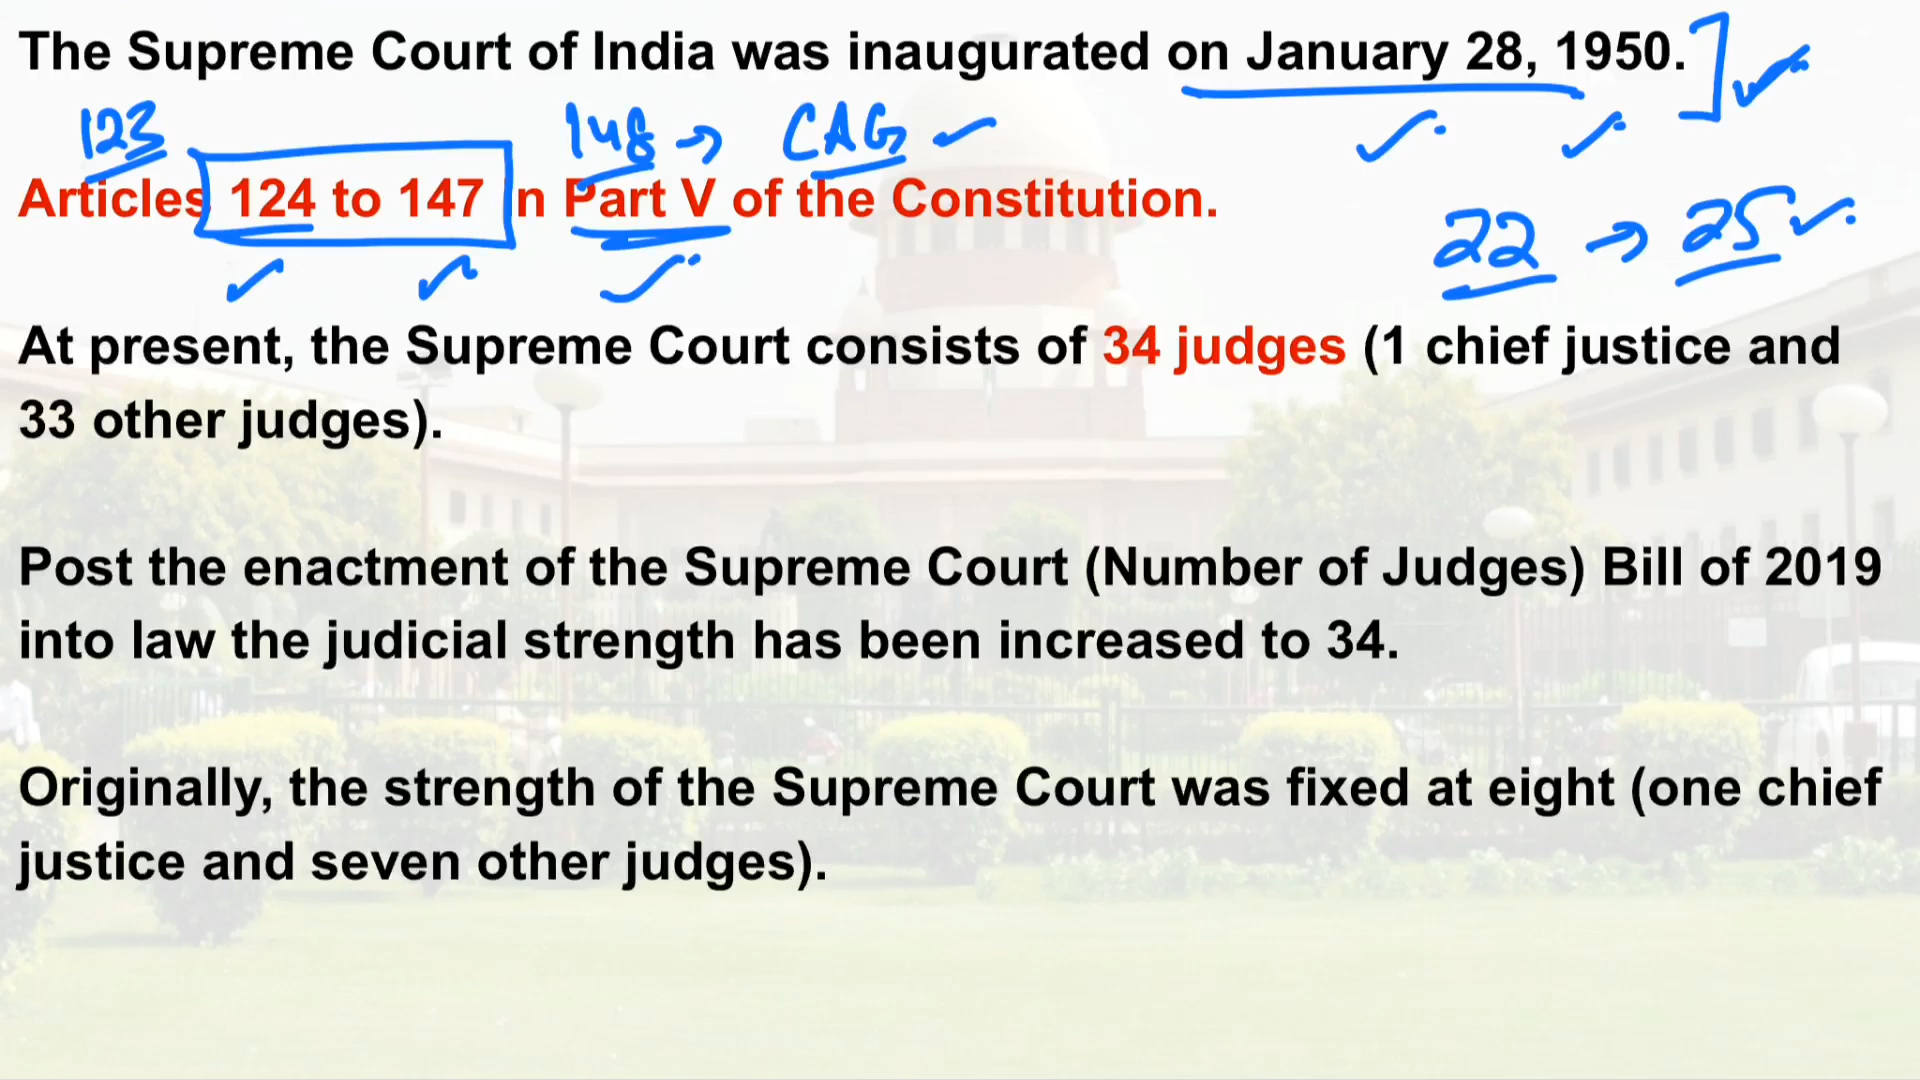 The Supreme Court of India was inaugurated on January 28, 1950.
123 148 → CAG
Articles 124 to 147 in Part V of the Constitution.
22 → 25
At present, the Supreme Court consists of 34 judges (1 chief justice and
33 other judges).
Post the enactment of the Supreme Court (Number of Judges) Bill of 2019
into law the judicial strength has been increased to 34.
Originally, the strength of the Supreme Court was fixed at eight (one chief
justice and seven other judges).